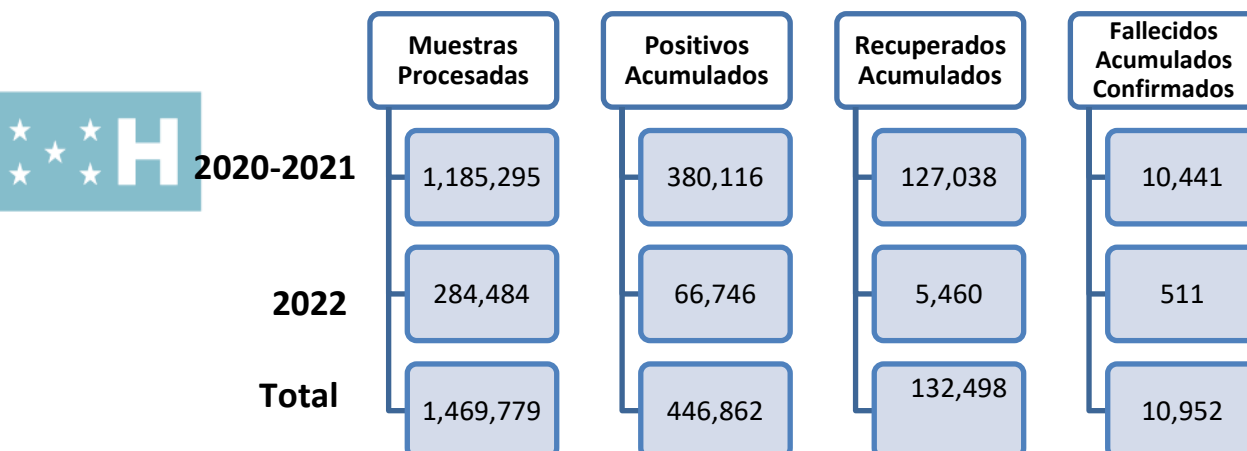 Muestras
Procesadas
Positivos
Acumulados
Recuperados
Acumulados
Fallecidos
Acumulados
Confirmados
H
2020-2021
1,185,295
380,116
127,038
10,441
2022
284,484
66,746
5,460
511
Total
1,469,779
446,862
132,498
10,952